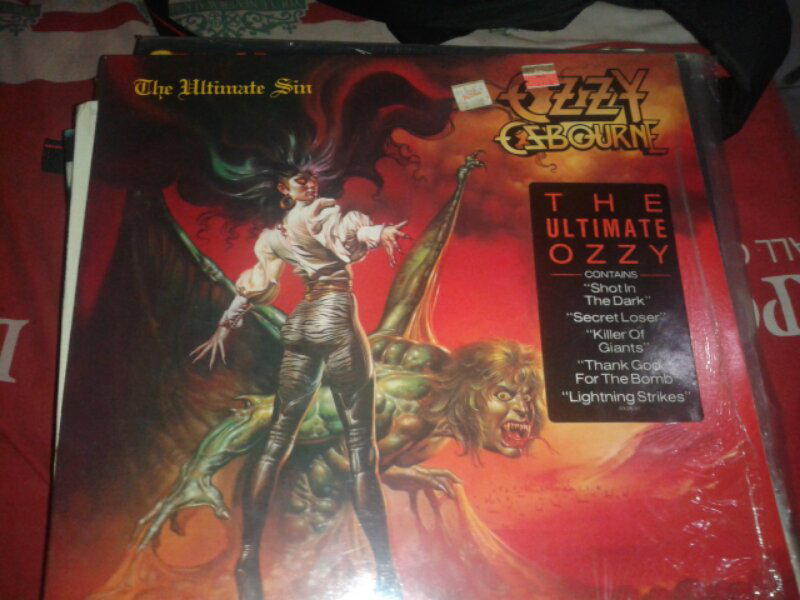 The Ultimate Sin
OZZY
OSBOURNE
THE
ULTIMATE
OZZY
CONTAINS
"Shot In
The Dark"
"Secret Loser"
"Killer Of
Giants"
"Thank God
For The Bomb"
"Lightning Strikes"